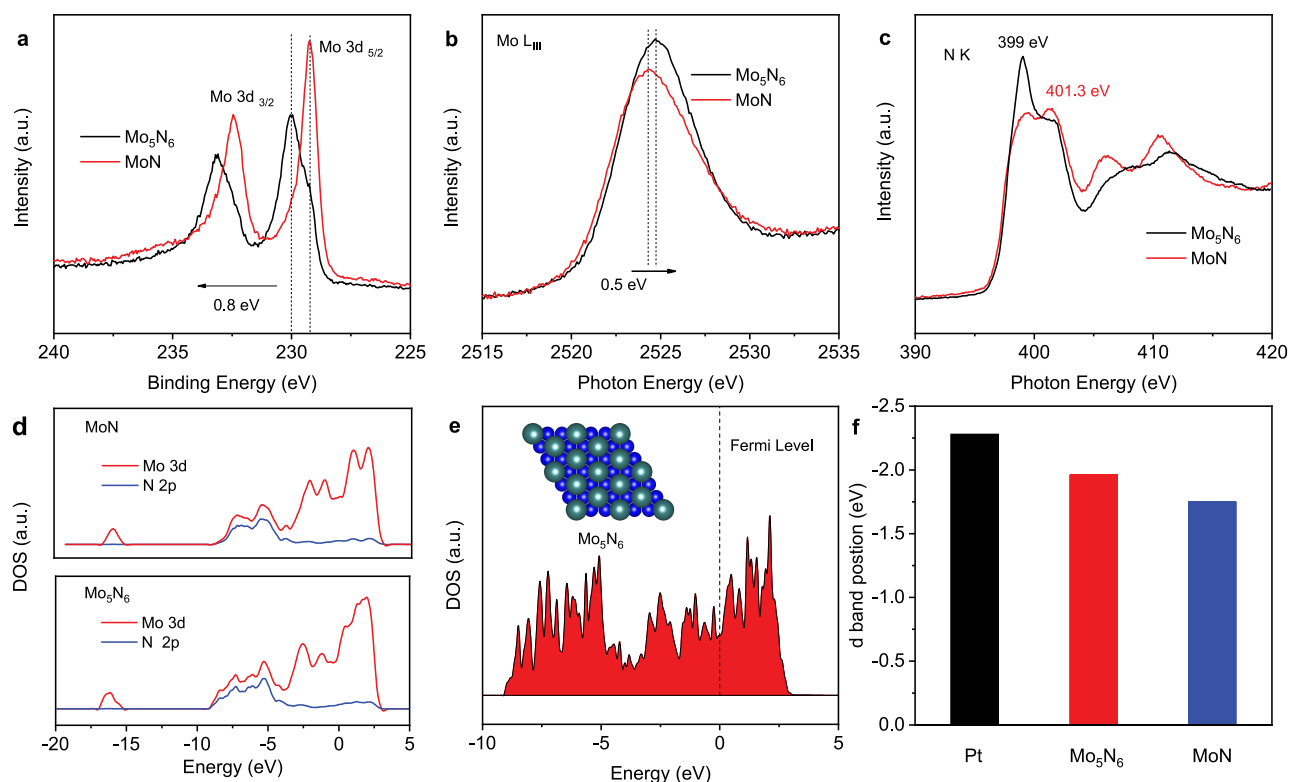 a
Mo 3d 5/2
Mo 3d 3/2
Mo₅N₆
MoN
0.8 eV
Intensity (a.u.)
240 235 230 225
Binding Energy (eV)
b
Mo L III
Mo₅N₆
MoN
0.5 eV
Intensity (a.u.)
2515 2520 2525 2530 2535
Photon Energy (eV)
c
N K
399 eV
401.3 eV
Mo₅N₆
MoN
Intensity (a.u.)
390 400 410 420
Photon Energy (eV)
d
MoN
Mo 3d
N 2p
Mo₅N₆
Mo 3d
N 2p
DOS (a.u.)
-20 -15 -10 -5 0 5
Energy (eV)
e
Fermi Level
Mo₅N₆
DOS (a.u.)
-10 -5 0 5
Energy (eV)
f
-2.5
-2.0
-1.5
-1.0
-0.5
0.0
d band postion (eV)
Pt Mo₅N₆ MoN